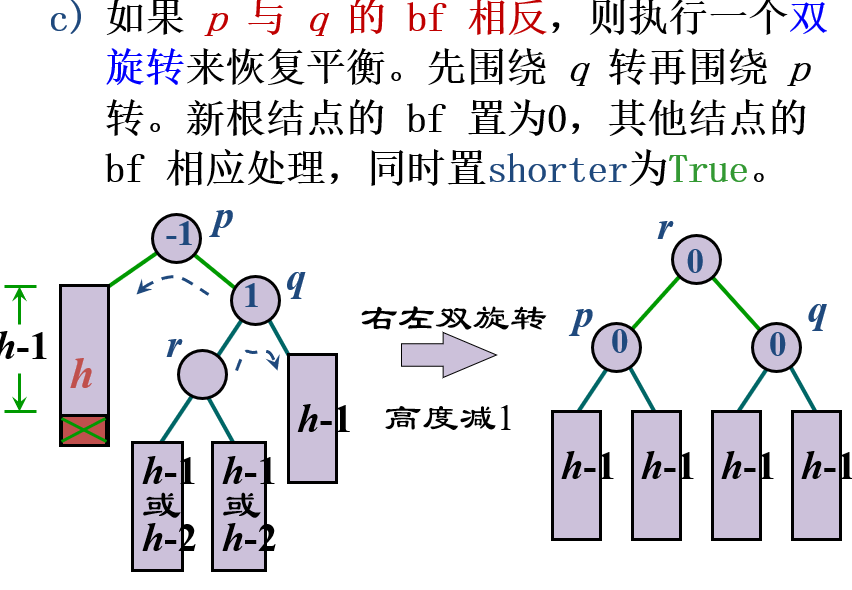 c) 如果 p 与 q 的 bf 相反，则执行一个双
旋转来恢复平衡。先围绕 q 转再围绕 p
转。新根结点的 bf 置为0，其他结点的
bf 相应处理，同时置shorter为True。
-1 p
1 q
r
h-1
h
h-1
h-1 或 h-2
h-1 或 h-2
右左双旋转
高度减1
r
0
p 0
0 q
h-1 h-1 h-1 h-1